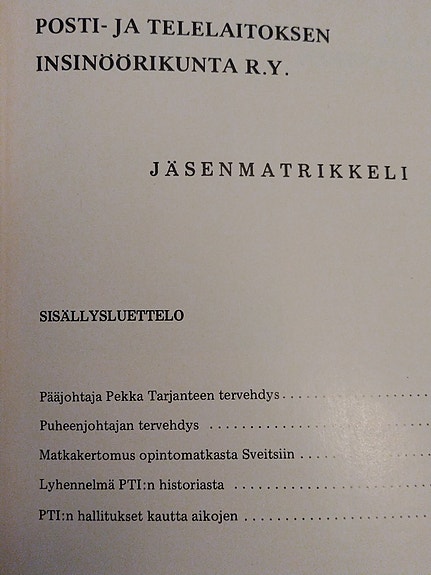 POSTI- JA TELELAITOKSEN
INSINÖÖRIKUNTA R.Y.
JÄSENMATRIKKELI
SISÄLLYSLUETTELO
Pääjohtaja Pekka Tarjanteen tervehdys . . . . . . . . . . . . . . . . .
Puheenjohtajan tervehdys . . . . . . . . . . . . . . . . . . . . . . . . .
Matkakertomus opintomatkasta Sveitsiin . . . . . . . . . . . . . . .
Lyhennelmä PTI:n historiasta . . . . . . . . . . . . . . . . . . . . . .
PTI:n hallitukset kautta aikojen . . . . . . . . . . . . . . . . . . . . .